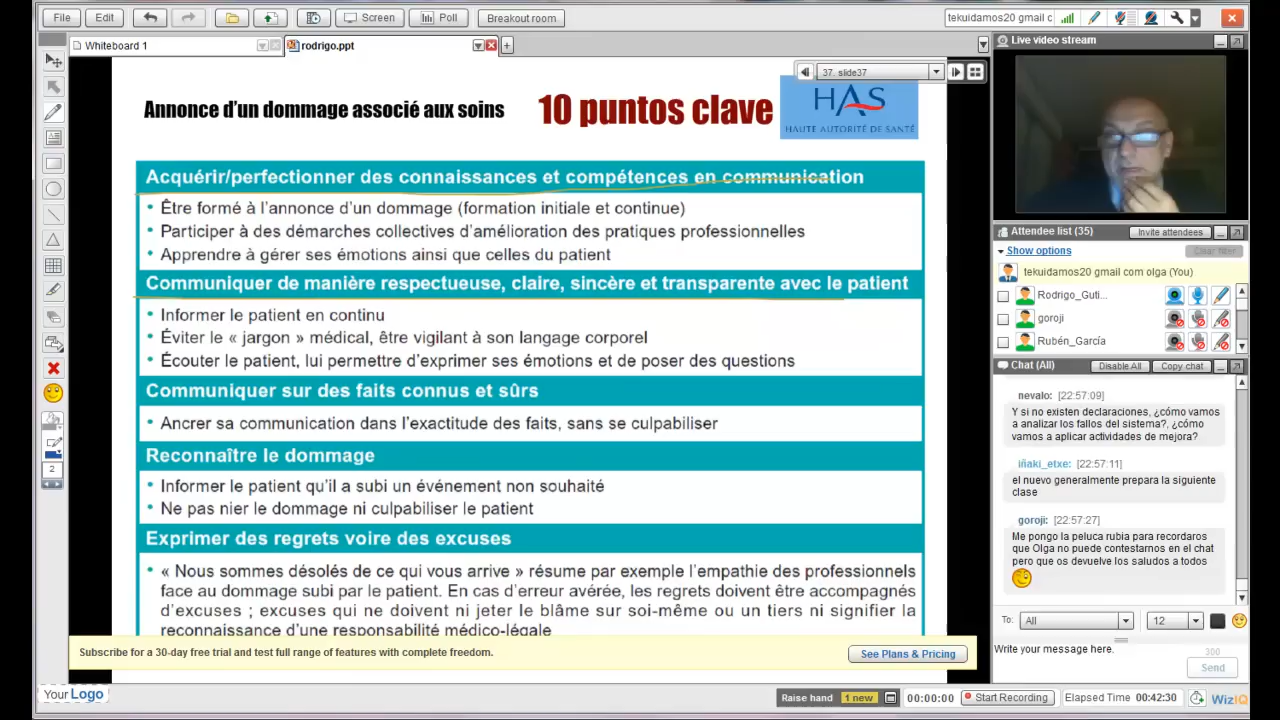 File
Edit
Screen
Poll
Breakout room
tekuidamos20 gmail c
Whiteboard 1
rodrigo.ppt
37. slide37
Annonce d'un dommage associé aux soins
10 puntos clave
HAS
HAUTE AUTORITÉ DE SANTÉ
Acquérir/perfectionner des connaissances et compétences en communication
• Être formé à l'annonce d'un dommage (formation initiale et continue)
• Participer à des démarches collectives d'amélioration des pratiques professionnelles
• Apprendre à gérer ses émotions ainsi que celles du patient
Communiquer de manière respectueuse, claire, sincère et transparente avec le patient
• Informer le patient en continu
• Éviter le « jargon » médical, être vigilant à son langage corporel
• Écouter le patient, lui permettre d'exprimer ses émotions et de poser des questions
Communiquer sur des faits connus et sûrs
• Ancrer sa communication dans l'exactitude des faits, sans se culpabiliser
Reconnaître le dommage
• Informer le patient qu'il a subi un événement non souhaité
• Ne pas nier le dommage ni culpabiliser le patient
Exprimer des regrets voire des excuses
• « Nous sommes désolés de ce qui vous arrive » résume par exemple l'empathie des professionnels
face au dommage subi par le patient. En cas d'erreur avérée, les regrets doivent être accompagnés
d'excuses ; excuses qui ne doivent ni jeter le blâme sur soi-même ou un tiers ni signifier la
reconnaissance d'une responsabilité médico-légale
2
Subscribe for a 30-day free trial and test full range of features with complete freedom.
See Plans & Pricing
Your Logo
Live video stream
Attendee list (35)
Invite attendees
Show options
Clear filter
tekuidamos20 gmail com olga (You)
Rodrigo_Guti...
goroji
Rubén_García
Chat (All)
Disable All
Copy chat
nevalo: [22:57:09]
Y si no existen declaraciones, ¿cómo vamos
a analizar los fallos del sistema?, ¿cómo
vamos a aplicar actividades de mejora?
iñaki_etxe: [22:57:11]
el nuevo generalmente prepara la siguiente
clase
goroji: [22:57:27]
Me pongo la peluca rubia para recordaros
que Olga no puede contestarnos en el chat
pero que os devuelve los saludos a todos
To:
All
12
Write your message here.
300
Send
Raise hand
1 new
00:00:00
Start Recording
Elapsed Time 00:42:30
WizIQ